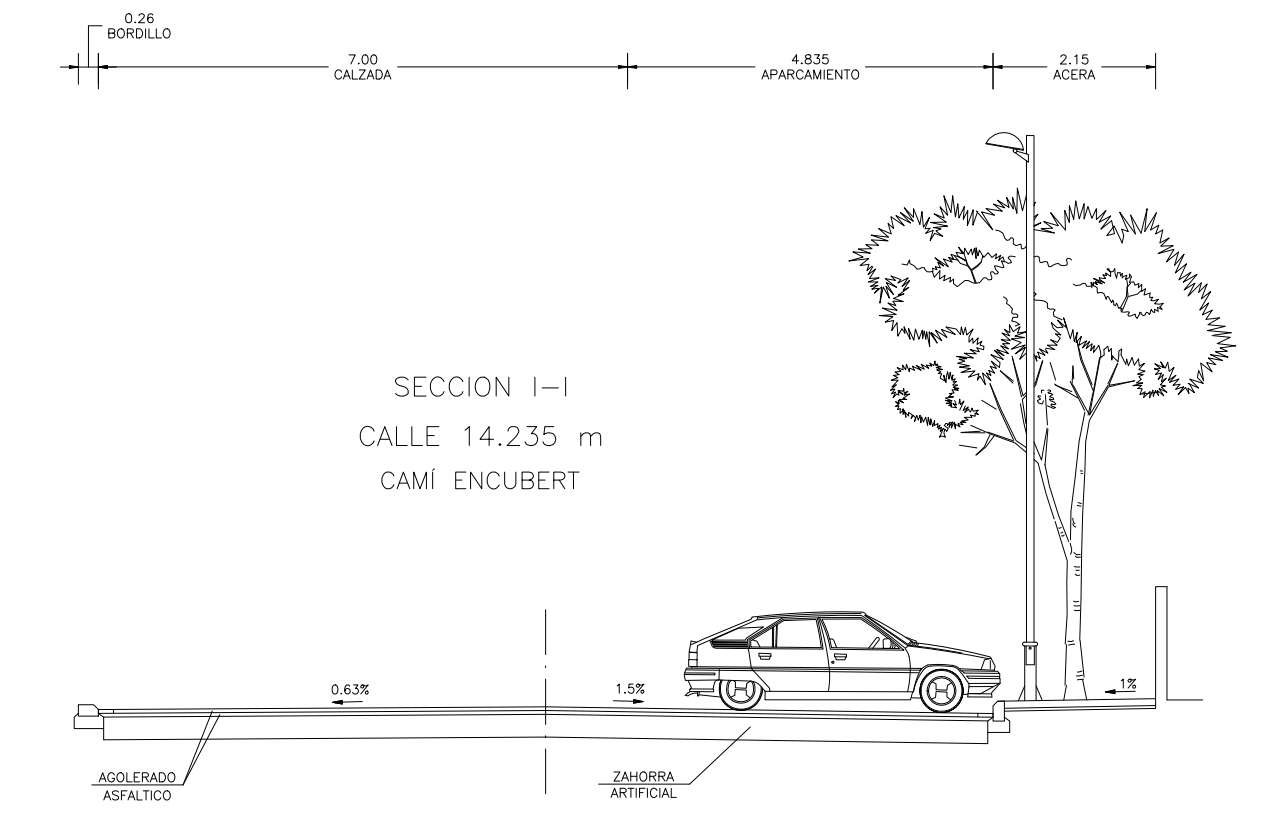 0.26
BORDILLO
7.00
CALZADA
4.835
APARCAMIENTO
2.15
ACERA
SECCION I-I
CALLE 14.235 m
CAMÍ ENCUBERT
0.63%
1.5%
1%
AGOLERADO
ASFALTICO
ZAHORRA
ARTIFICIAL